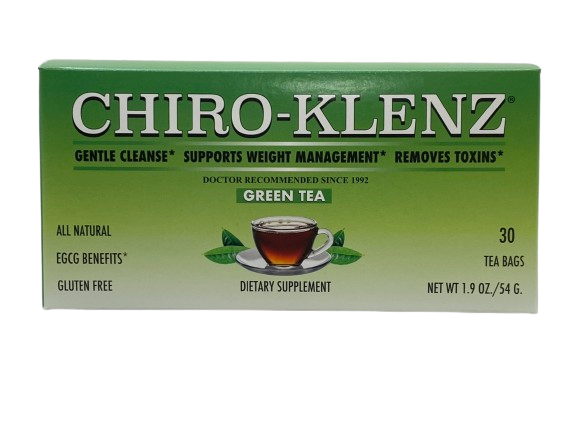 CHIRO-KLENZ®
GENTLE CLEANSE* SUPPORTS WEIGHT MANAGEMENT* REMOVES TOXINS*
DOCTOR RECOMMENDED SINCE 1992
GREEN TEA
ALL NATURAL
EGCG BENEFITS*
GLUTEN FREE
DIETARY SUPPLEMENT
30
TEA BAGS
NET WT 1.9 OZ./54 G.